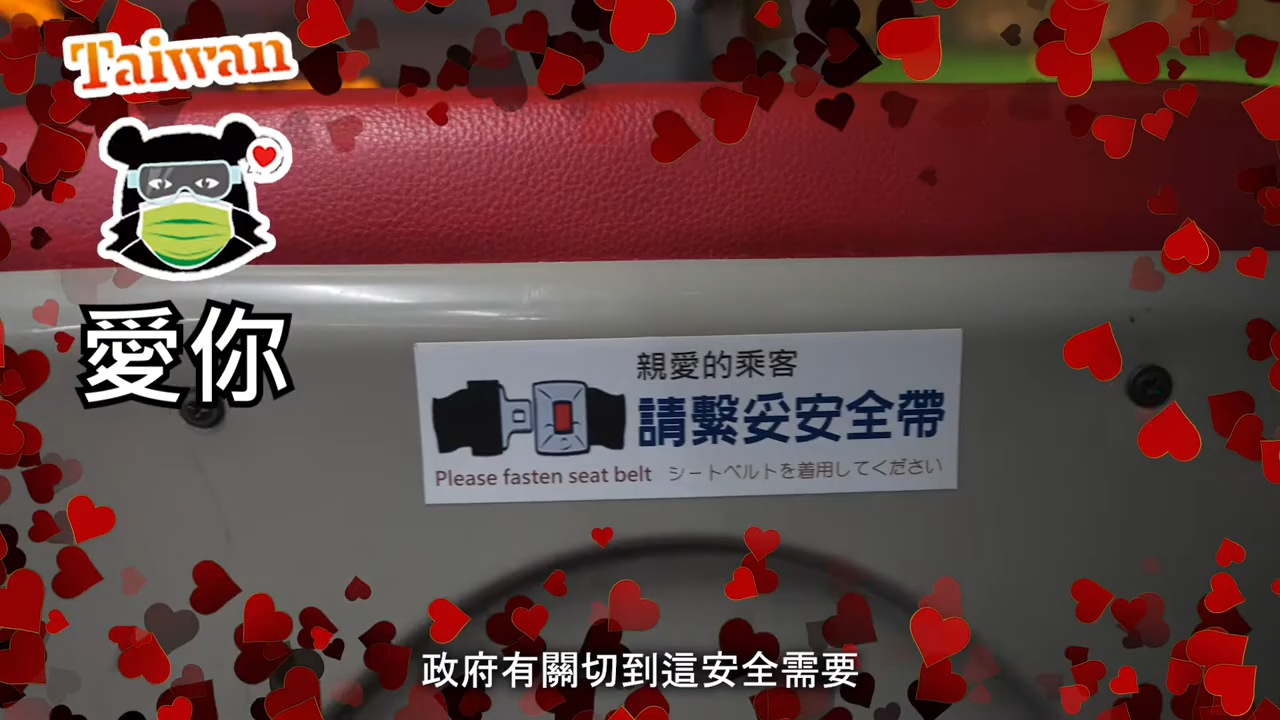 Taiwan
愛你
親愛的乘客
請繫妥安全帶
Please fasten seat belt シートベルトを着用してください
政府有關切到這安全需要